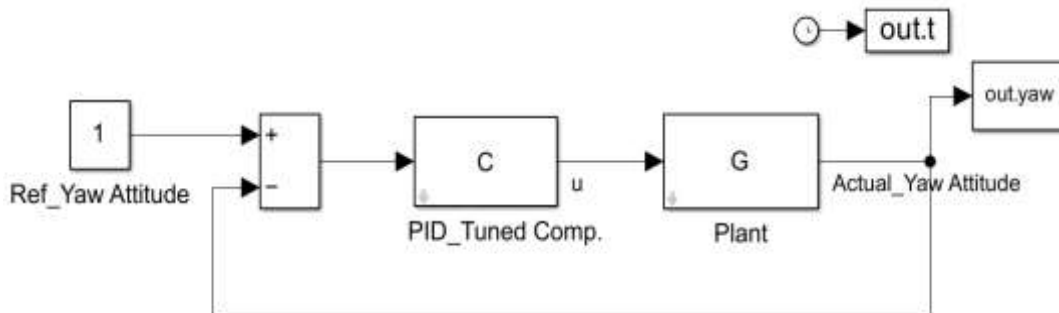 out.t
out.yaw
1
+
−
C
G
u
Ref_Yaw Attitude
PID_Tuned Comp.
Plant
Actual_Yaw Attitude